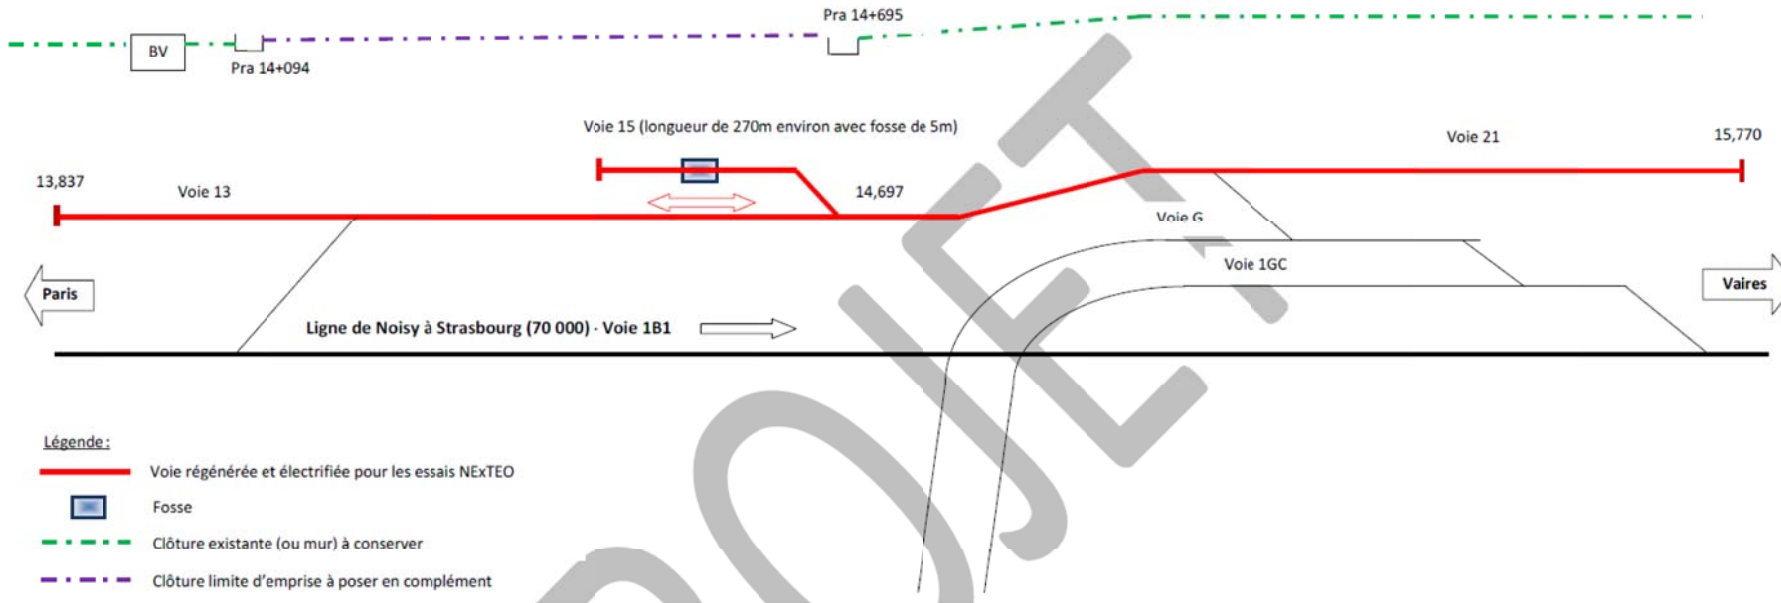 Pra 14+695
BV
Pra 14+094
Voie 15 (longueur de 270m environ avec fosse de 5m)
Voie 21
15,770
13,837
Voie 13
14,697
Voie G
Voie 1GC
Paris
Vaires
Ligne de Noisy à Strasbourg (70 000) - Voie 1B1
Légende :
Voie régénérée et électrifiée pour les essais NExTEO
Fosse
Clôture existante (ou mur) à conserver
Clôture limite d'emprise à poser en complément
PROJET